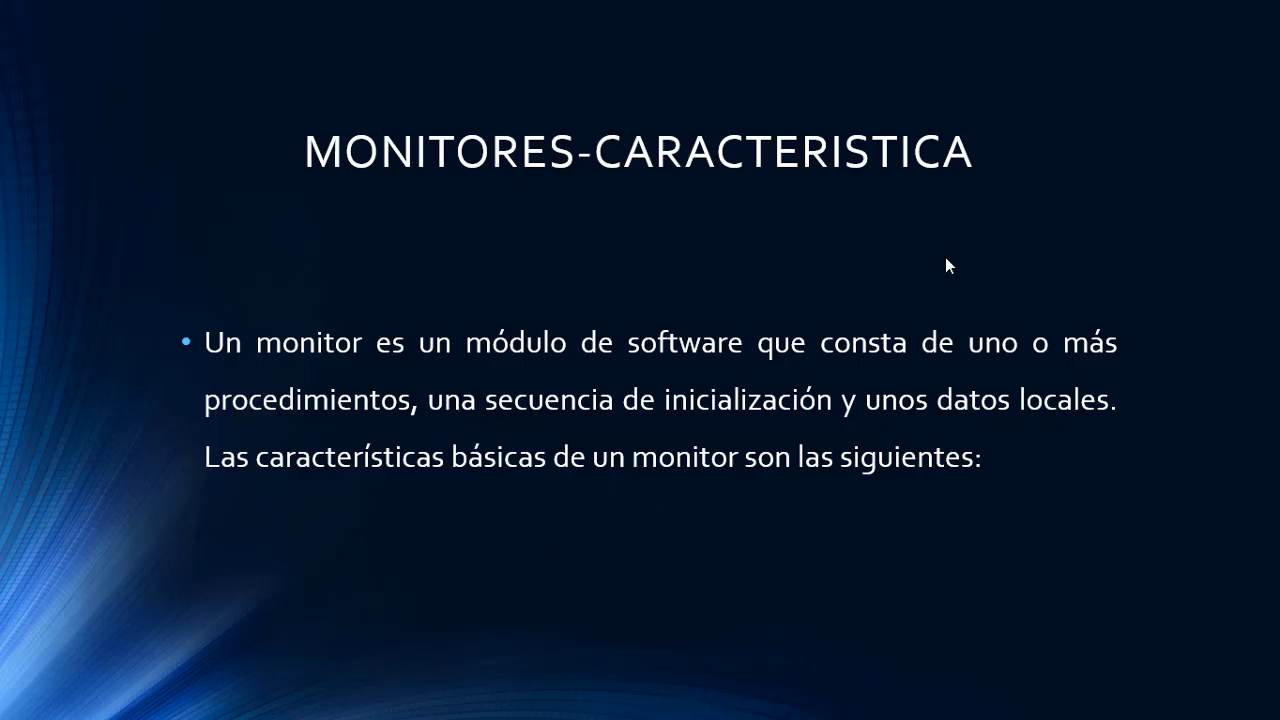 MONITORES-CARACTERISTICA
• Un monitor es un módulo de software que consta de uno o más
procedimientos, una secuencia de inicialización y unos datos locales.
Las características básicas de un monitor son las siguientes: